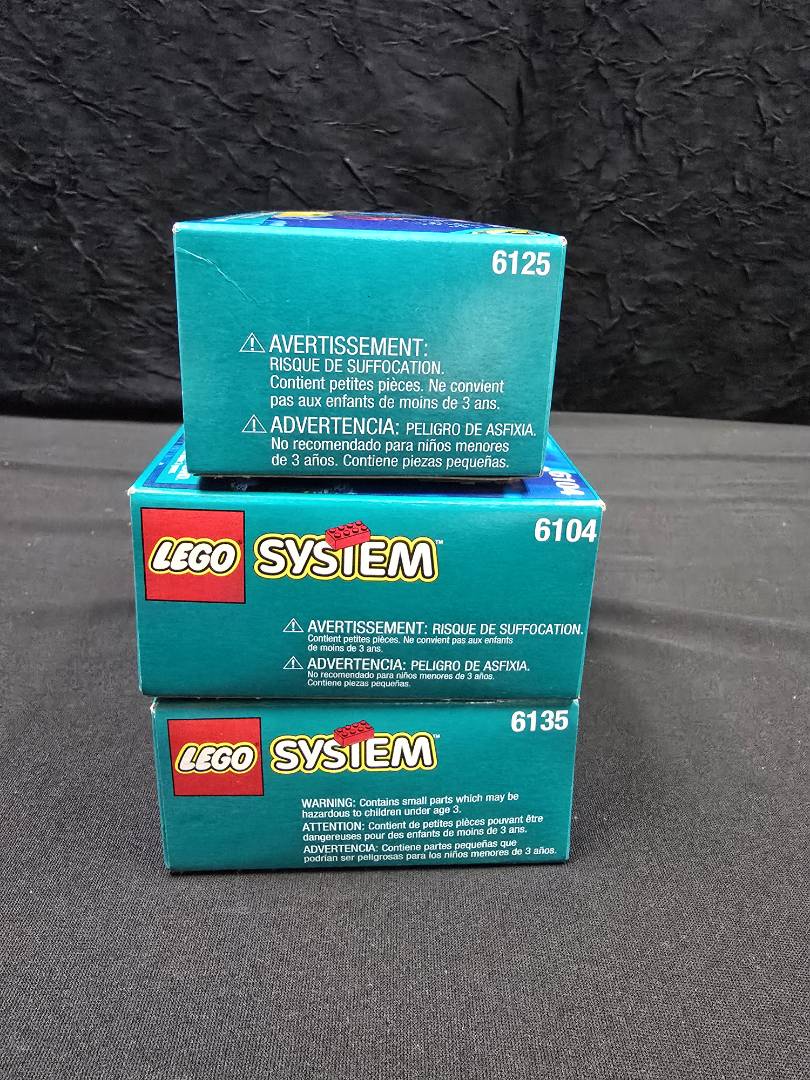 6125
⚠ AVERTISSEMENT:
RISQUE DE SUFFOCATION.
Contient petites pièces. Ne convient
pas aux enfants de moins de 3 ans.
⚠ ADVERTENCIA: PELIGRO DE ASFIXIA.
No recomendado para niños menores
de 3 años. Contiene piezas pequeñas.
6104
LEGO SYSTEM™ 6104
⚠ AVERTISSEMENT: RISQUE DE SUFFOCATION.
Contient petites pièces. Ne convient pas aux enfants
de moins de 3 ans.
⚠ ADVERTENCIA: PELIGRO DE ASFIXIA.
No recomendado para niños menores de 3 años.
Contiene piezas pequeñas.
LEGO SYSTEM™ 6135
WARNING: Contains small parts which may be
hazardous to children under age 3.
ATTENTION: Contient de petites pièces pouvant être
dangereuses pour des enfants de moins de 3 ans.
ADVERTENCIA: Contiene partes pequeñas que
podrían ser peligrosas para los niños menores de 3 años.